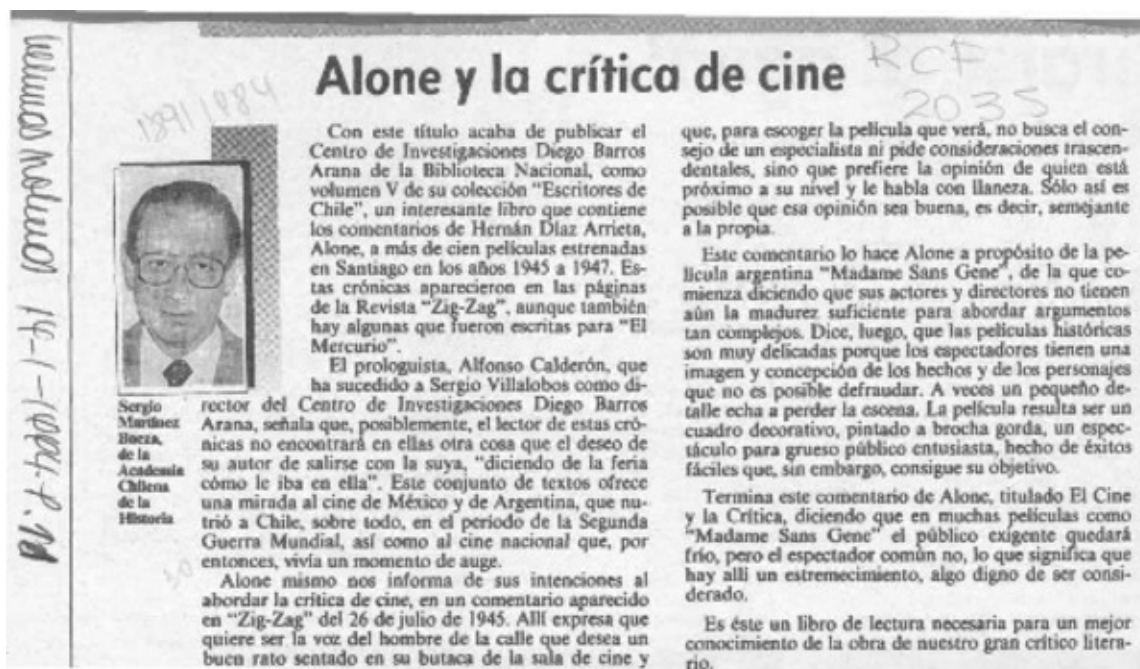 Alone y la crítica de cine
RCF
2035
Sergio
Martínez
Baeza,
de la
Academia
Chilena
de la
Historia
Con este título acaba de publicar el
Centro de Investigaciones Diego Barros
Arana de la Biblioteca Nacional, como
volumen V de su colección "Escritores de
Chile", un interesante libro que contiene
los comentarios de Hernán Díaz Arrieta,
Alone, a más de cien películas estrenadas
en Santiago en los años 1945 a 1947. Es-
tas crónicas aparecieron en las páginas
de la Revista "Zig-Zag", aunque también
hay algunas que fueron escritas para "El
Mercurio".
El prologuista, Alfonso Calderón, que
ha sucedido a Sergio Villalobos como di-
rector del Centro de Investigaciones Diego Barros
Arana, señala que, posiblemente, el lector de estas cró-
nicas no encontrará en ellas otra cosa que el deseo de
su autor de salirse con la suya, "diciendo de la feria
cómo le iba en ella". Este conjunto de textos ofrece
una mirada al cine de México y de Argentina, que nu-
trió a Chile, sobre todo, en el período de la Segunda
Guerra Mundial, así como al cine nacional que, por
entonces, vivía un momento de auge.
Alone mismo nos informa de sus intenciones al
abordar la crítica de cine, en un comentario aparecido
en "Zig-Zag" del 26 de julio de 1945. Allí expresa que
quiere ser la voz del hombre de la calle que desea un
buen rato sentado en su butaca de la sala de cine y
que, para escoger la película que verá, no busca el con-
sejo de un especialista ni pide consideraciones trascen-
dentales, sino que prefiere la opinión de quien está
próximo a su nivel y le habla con llaneza. Sólo así es
posible que esa opinión sea buena, es decir, semejante
a la propia.
Este comentario lo hace Alone a propósito de la pe-
lícula argentina "Madame Sans Gene", de la que co-
mienza diciendo que sus actores y directores no tienen
aún la madurez suficiente para abordar argumentos
tan complejos. Dice, luego, que las películas históricas
son muy delicadas porque los espectadores tienen una
imagen y concepción de los hechos y de los personajes
que no es posible defraudar. A veces un pequeño de-
talle echa a perder la escena. La película resulta ser un
cuadro decorativo, pintado a brocha gorda, un espec-
táculo para grueso público entusiasta, hecho de éxitos
fáciles que, sin embargo, consigue su objetivo.
Termina este comentario de Alone, titulado El Cine
y la Crítica, diciendo que en muchas películas como
"Madame Sans Gene" el público exigente quedará
frío, pero el espectador común no, lo que significa que
hay allí un estremecimiento, algo digno de ser consi-
derado.
Es éste un libro de lectura necesaria para un mejor
conocimiento de la obra de nuestro gran crítico litera-
rio.